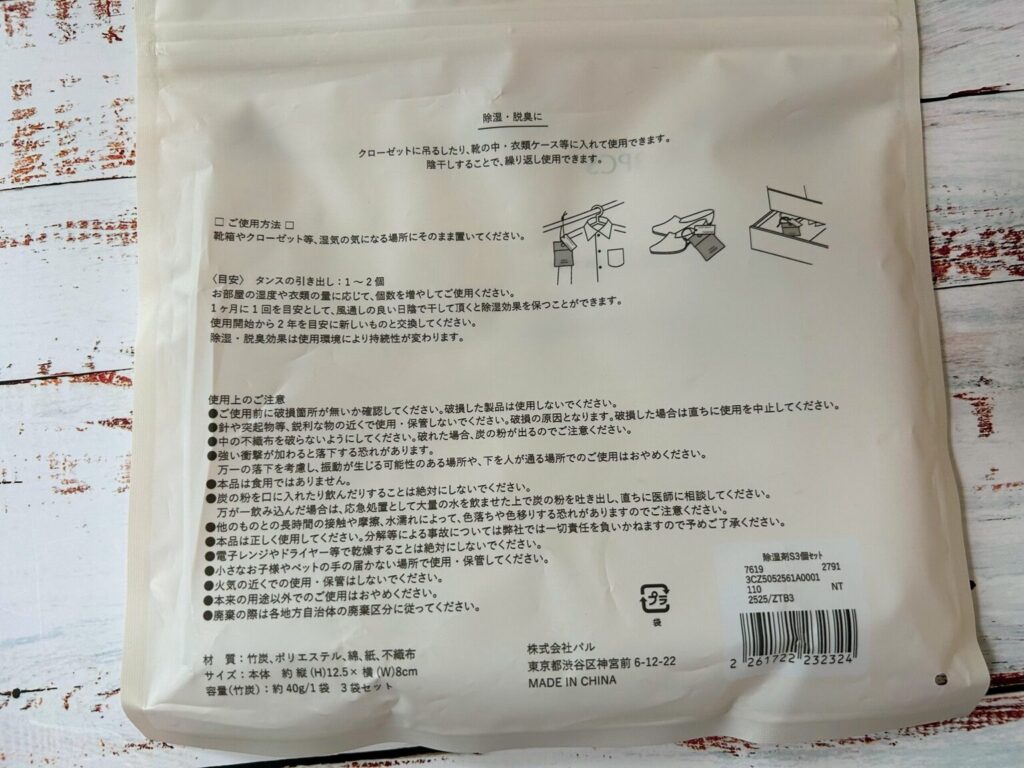 除湿・脱臭に
クローゼットに吊るしたり、靴の中・衣類ケース等に入れて使用できます。
陰干しすることで、繰り返し使用できます。
□ ご使用方法 □
靴箱やクローゼット等、湿気の気になる場所にそのまま置いてください。
〈目安〉 タンスの引き出し：1～2個
お部屋の湿度や衣類の量に応じて、個数を増やしてご使用ください。
1ヶ月に1回を目安として、風通しの良い日陰で干して頂くと除湿効果を保つことができます。
使用開始から2年を目安に新しいものと交換してください。
除湿・脱臭効果は使用環境により持続性が変わります。
使用上のご注意
●ご使用前に破損箇所が無いか確認してください。破損した製品は使用しないでください。
●針や突起物等、鋭利な物の近くで使用・保管しないでください。破損の原因となります。破損した場合は直ちに使用を中止してください。
●中の不織布を破らないようにしてください。破れた場合、炭の粉が出るのでご注意ください。
●強い衝撃が加わると落下する恐れがあります。
万一の落下を考慮し、振動が生じる可能性のある場所や、下を人が通る場所でのご使用はおやめください。
●本品は食用ではありません。
●炭の粉を口に入れたり飲んだりすることは絶対にしないでください。
万が一飲み込んだ場合は、応急処置として大量の水を飲ませた上で炭の粉を吐き出し、直ちに医師に相談してください。
●他のものとの長時間の接触や摩擦、水濡れによって、色落ちや色移りする恐れがありますのでご注意ください。
●本品は正しく使用してください。分解等による事故については弊社では一切責任を負いかねますので予めご了承ください。
●電子レンジやドライヤー等で乾燥することは絶対にしないでください。
●小さなお子様やペットの手の届かない場所で使用・保管してください。
●火気の近くでの使用・保管はしないでください。
●本来の用途以外でのご使用はおやめください。
●廃棄の際は各地方自治体の廃棄区分に従ってください。
材 質：竹炭、ポリエステル、綿、紙、不織布
サイズ：本体 約 縦(H)12.5× 横(W)8cm
容量(竹炭)：約40g/1袋 3袋セット
プラ
袋
株式会社パル
東京都渋谷区神宮前 6-12-22
MADE IN CHINA
除湿剤S3個ｾｯﾄ
7619 2791
3CZ5052561A0001
110 NT
2525/ZTB3
2 261722 232324